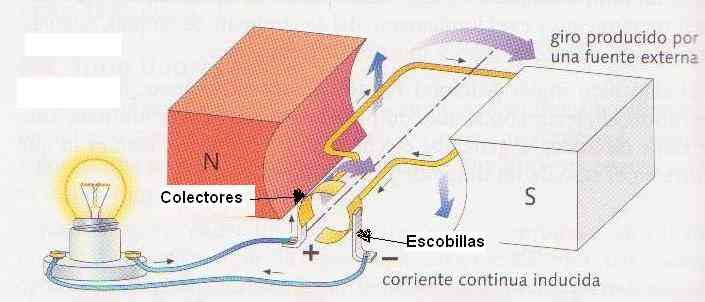 giro producido por
una fuente externa
N
S
Colectores
Escobillas
+
−
corriente continua inducida